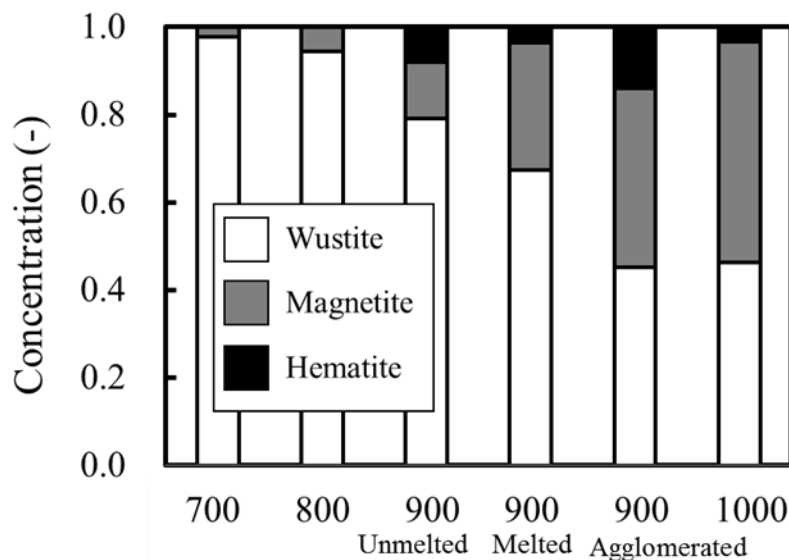 Concentration (-)
1.0
0.8
0.6
0.4
0.2
0.0
Wustite
Magnetite
Hematite
700 800 900 900 900 1000
Unmelted Melted Agglomerated